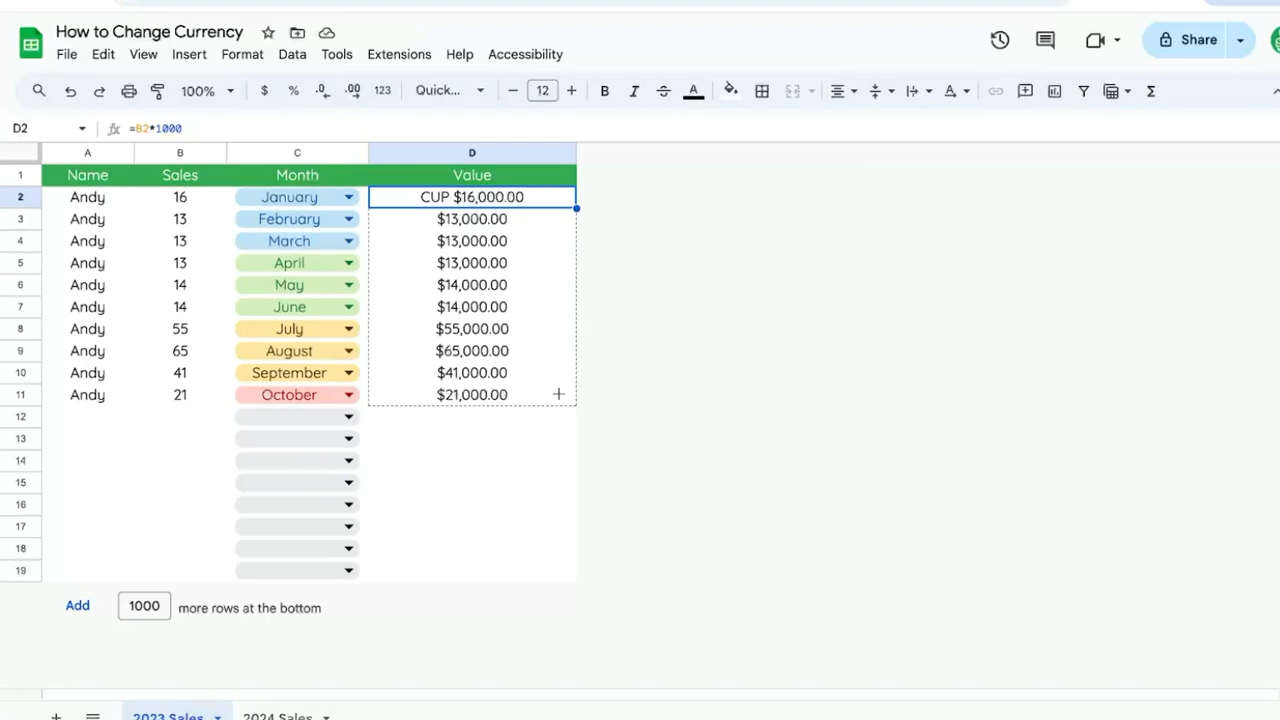 How to Change Currency
File Edit View Insert Format Data Tools Extensions Help Accessibility
Share
100% $ % .0 .00 123 Quick... − 12 + B I A Σ
D2 fx =B2*1000
A B C D
1 Name Sales Month Value
2 Andy 16 January CUP $16,000.00
3 Andy 13 February $13,000.00
4 Andy 13 March $13,000.00
5 Andy 13 April $13,000.00
6 Andy 14 May $14,000.00
7 Andy 14 June $14,000.00
8 Andy 55 July $55,000.00
9 Andy 65 August $65,000.00
10 Andy 41 September $41,000.00
11 Andy 21 October $21,000.00
12
13
14
15
16
17
18
19
Add 1000 more rows at the bottom
+ 2023 Sales 2024 Sales